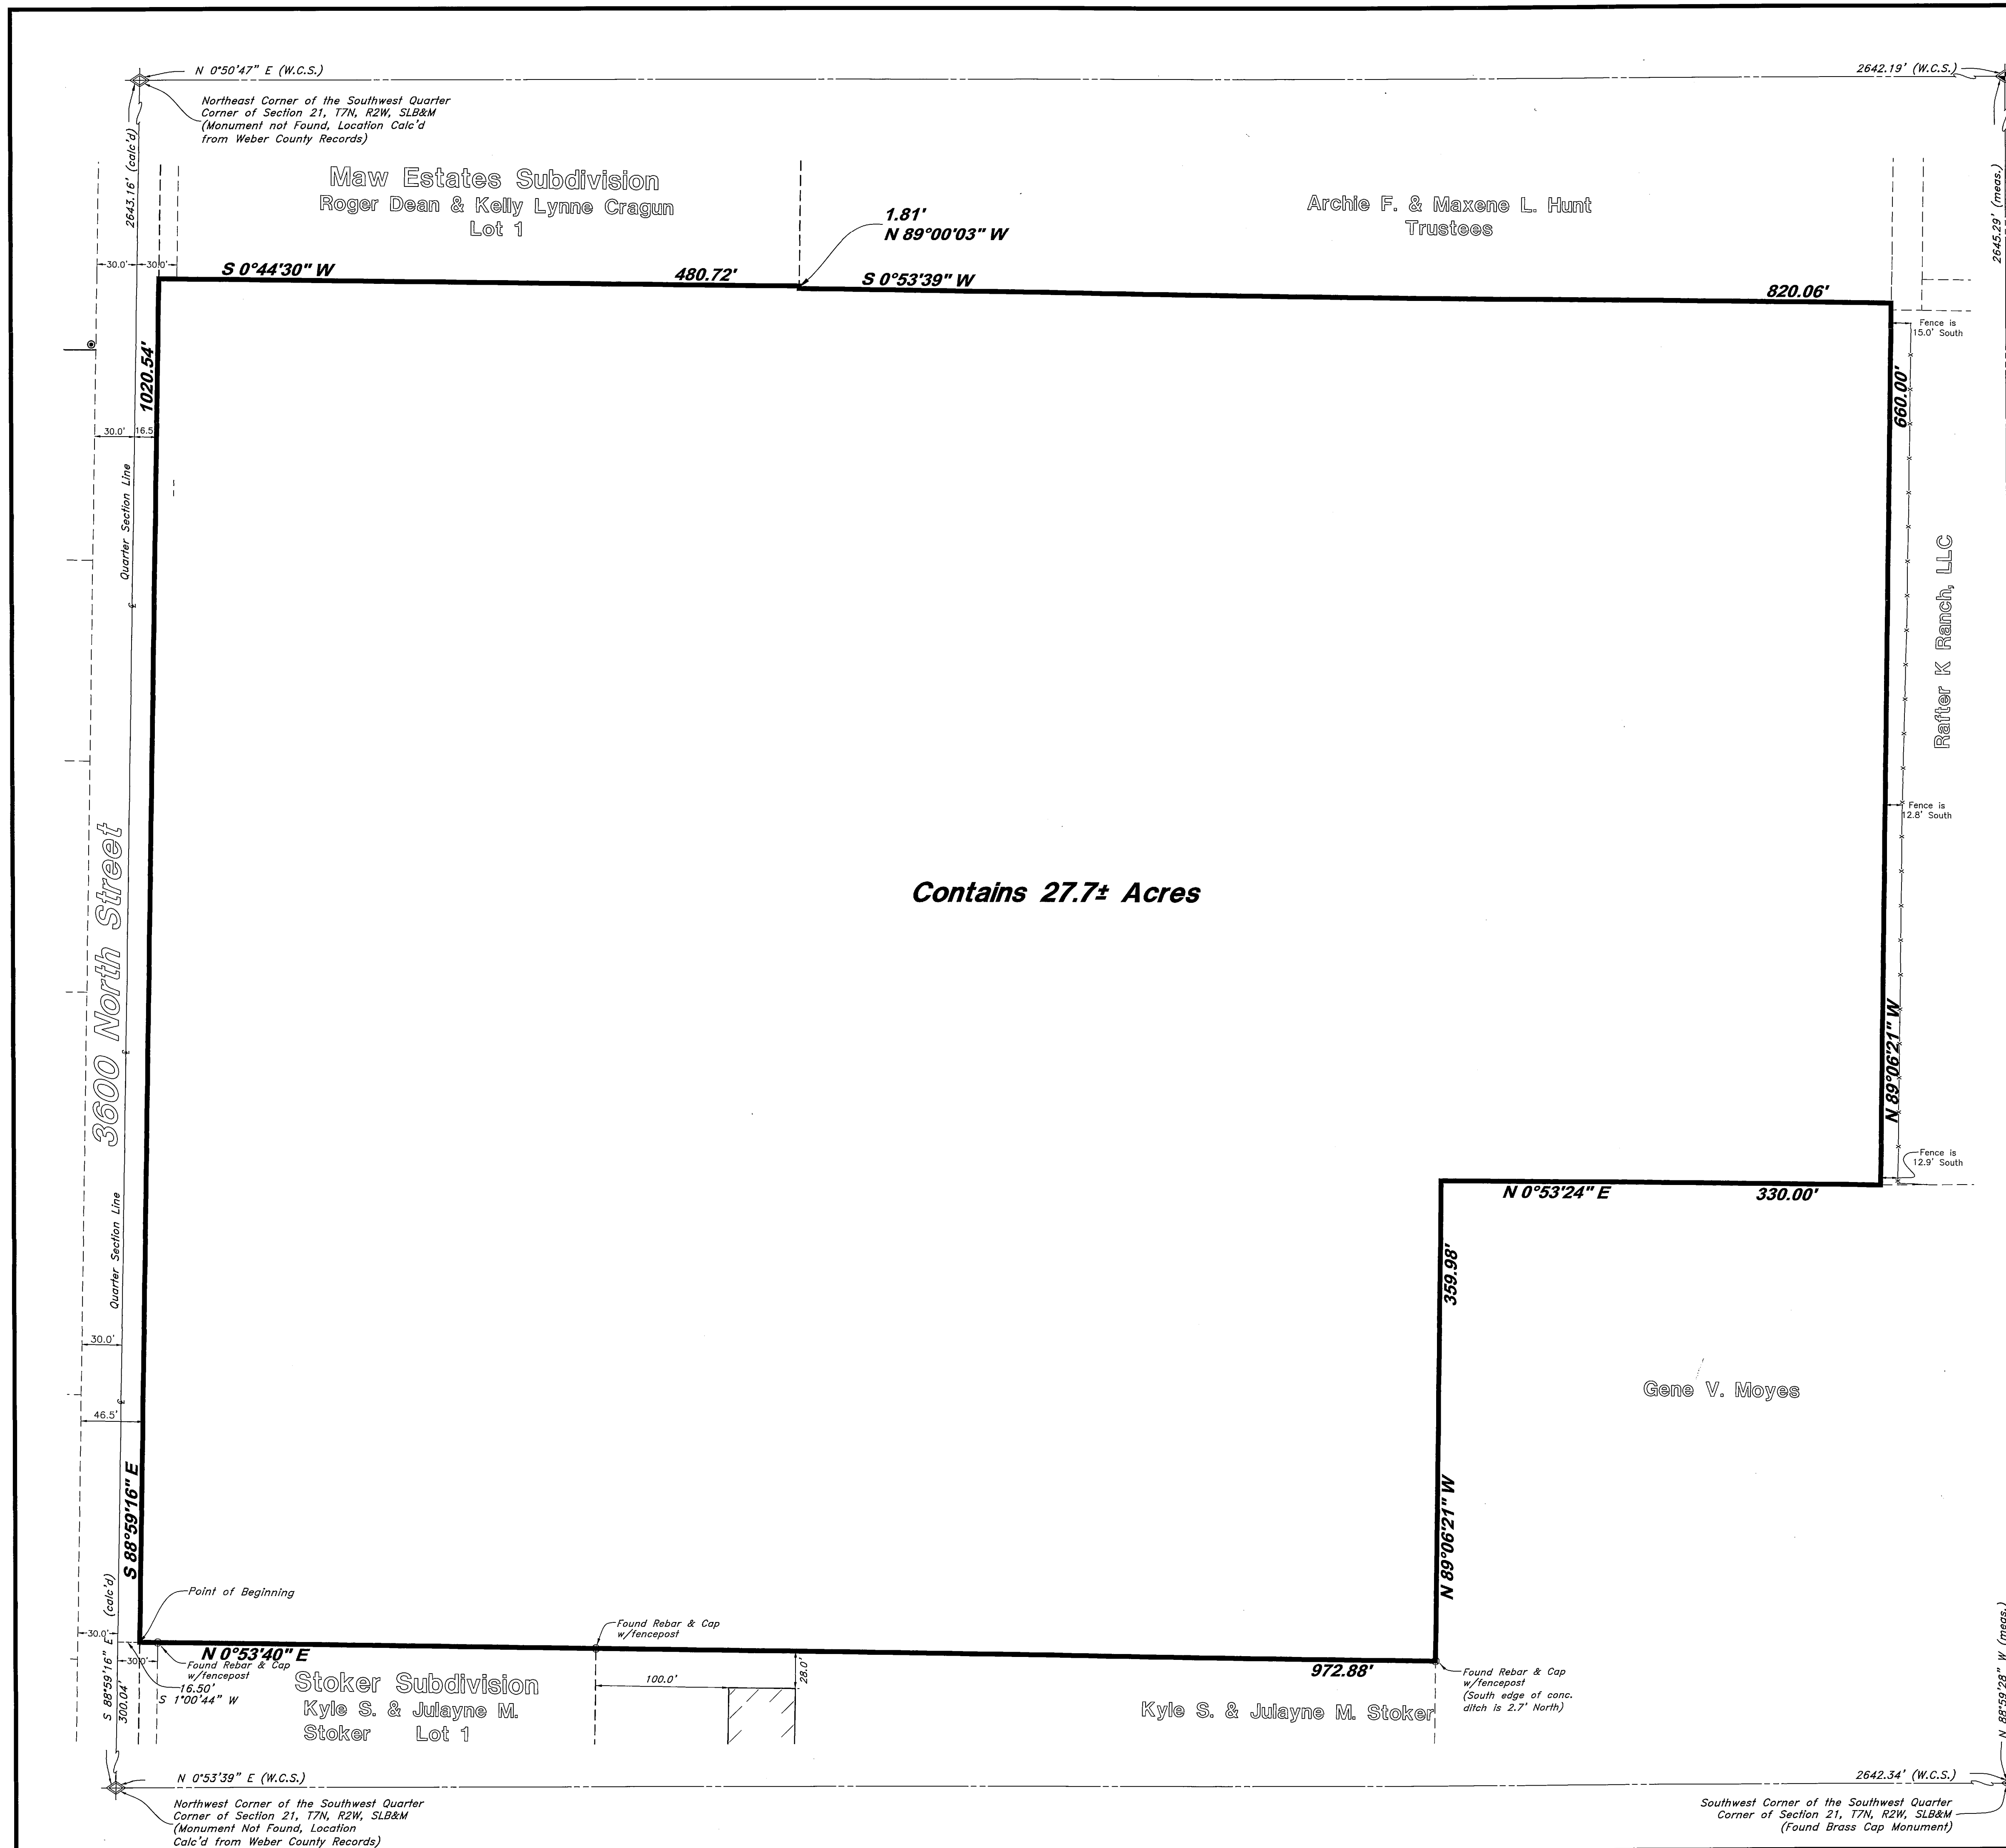 N 0°50'47" E (W.C.S.)
2642.19' (W.C.S.)
Northeast Corner of the Southwest Quarter
Corner of Section 21, T7N, R2W, SLB&M
(Monument not Found, Location Calc'd
from Weber County Records)
2643.16' (calc'd)
2645.29' (meas.)
Maw Estates Subdivision
Roger Dean & Kelly Lynne Cragun
Lot 1
Archie F. & Maxene L. Hunt
Trustees
1.81'
N 89°00'03" W
30.0'
30.0'
S 0°44'30" W
480.72'
S 0°53'39" W
820.06'
Fence is
15.0' South
1020.54'
660.00'
30.0'
16.5
Quarter Section Line
Rafter K Ranch, LLC
Fence is
12.8' South
3600 North Street
Contains 27.7± Acres
N 89°06'21" W
Fence is
12.9' South
N 0°53'24" E
330.00'
Quarter Section Line
359.98'
30.0'
Gene V. Moyes
46.5'
S 88°59'16" E
N 89°06'21" W
Point of Beginning
30.0'
30.0'
S 88°59'16" E (calc'd)
300.04'
N 0°53'40" E
Found Rebar & Cap
w/fencepost
16.50'
S 1°00'44" W
Found Rebar & Cap
w/fencepost
Stoker Subdivision
Kyle S. & Julayne M.
Stoker Lot 1
100.0'
28.0'
972.88'
Kyle S. & Julayne M. Stoker
Found Rebar & Cap
w/fencepost
(South edge of conc.
ditch is 2.7' North)
N 88°59'28" W (meas.)
N 0°53'39" E (W.C.S.)
2642.34' (W.C.S.)
Northwest Corner of the Southwest Quarter
Corner of Section 21, T7N, R2W, SLB&M
(Monument Not Found, Location
Calc'd from Weber County Records)
Southwest Corner of the Southwest Quarter
Corner of Section 21, T7N, R2W, SLB&M
(Found Brass Cap Monument)